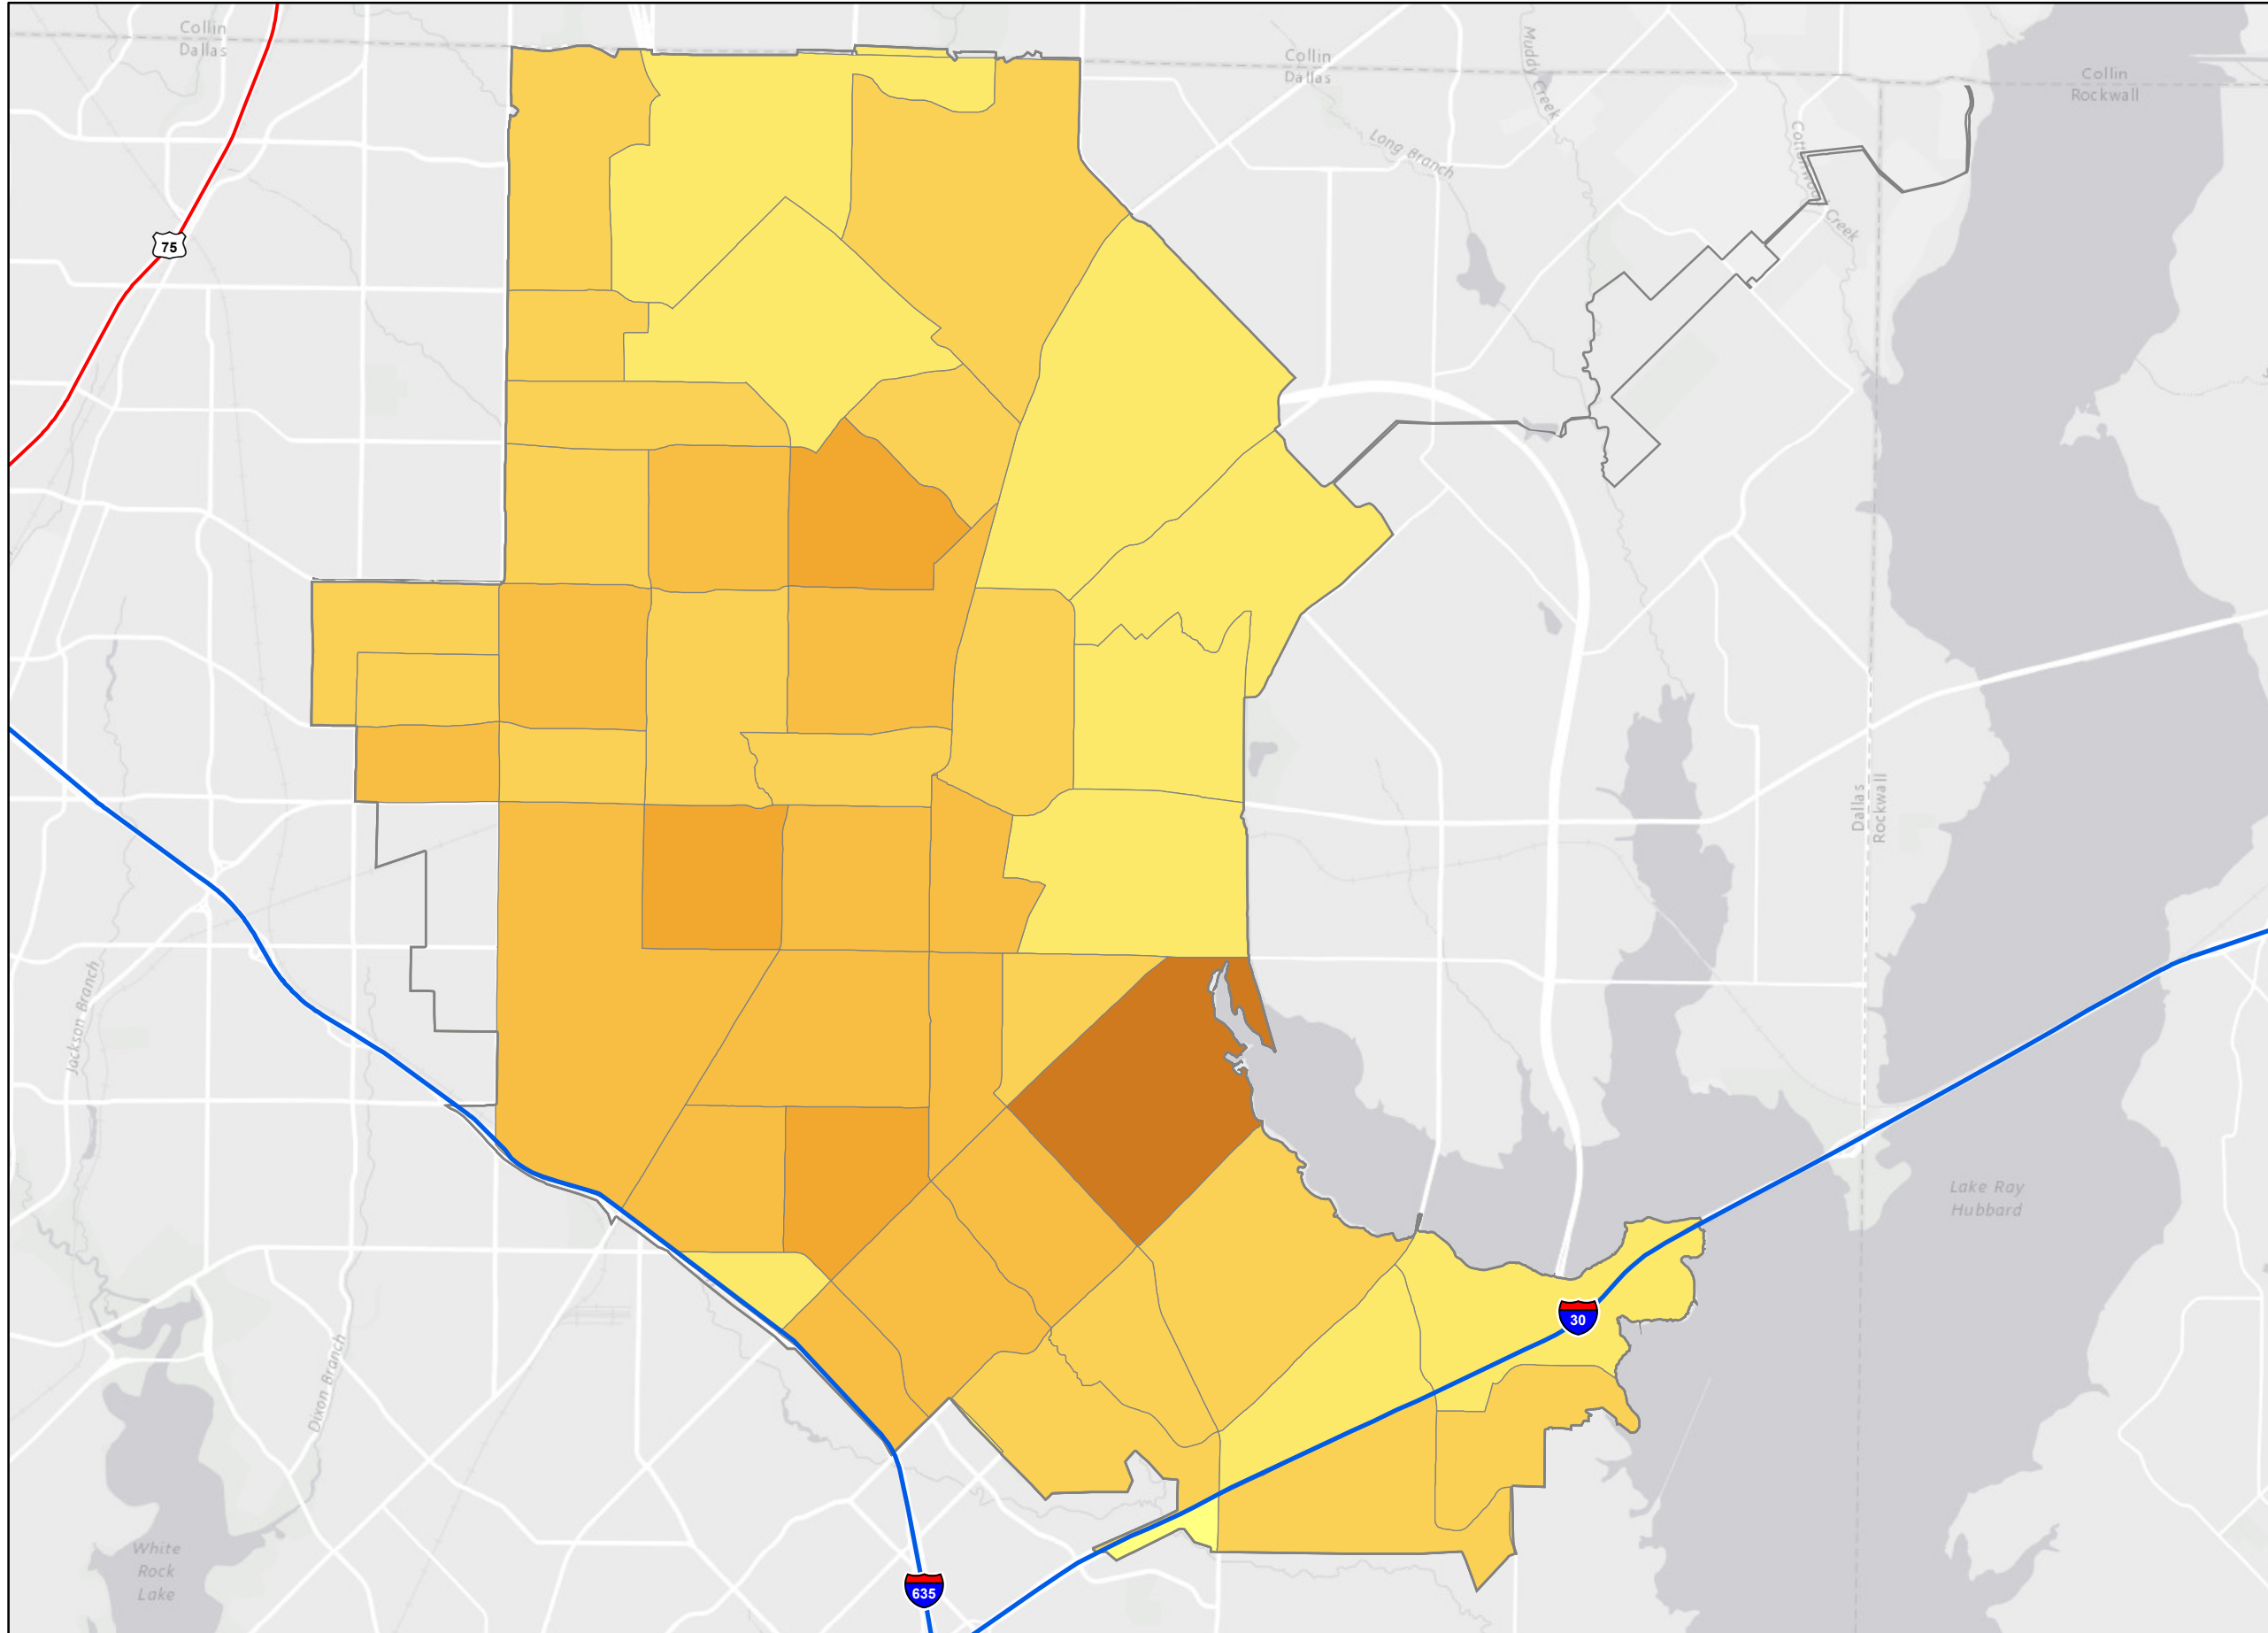 Collin
Dallas
Collin
Dallas
Muddy Creek
Collin
Rockwall
Long Branch
Cottonwood Creek
75
Dallas
Rockwall
Jackson Branch
Lake Ray
Hubbard
30
Dixon Branch
White
Rock
Lake
635